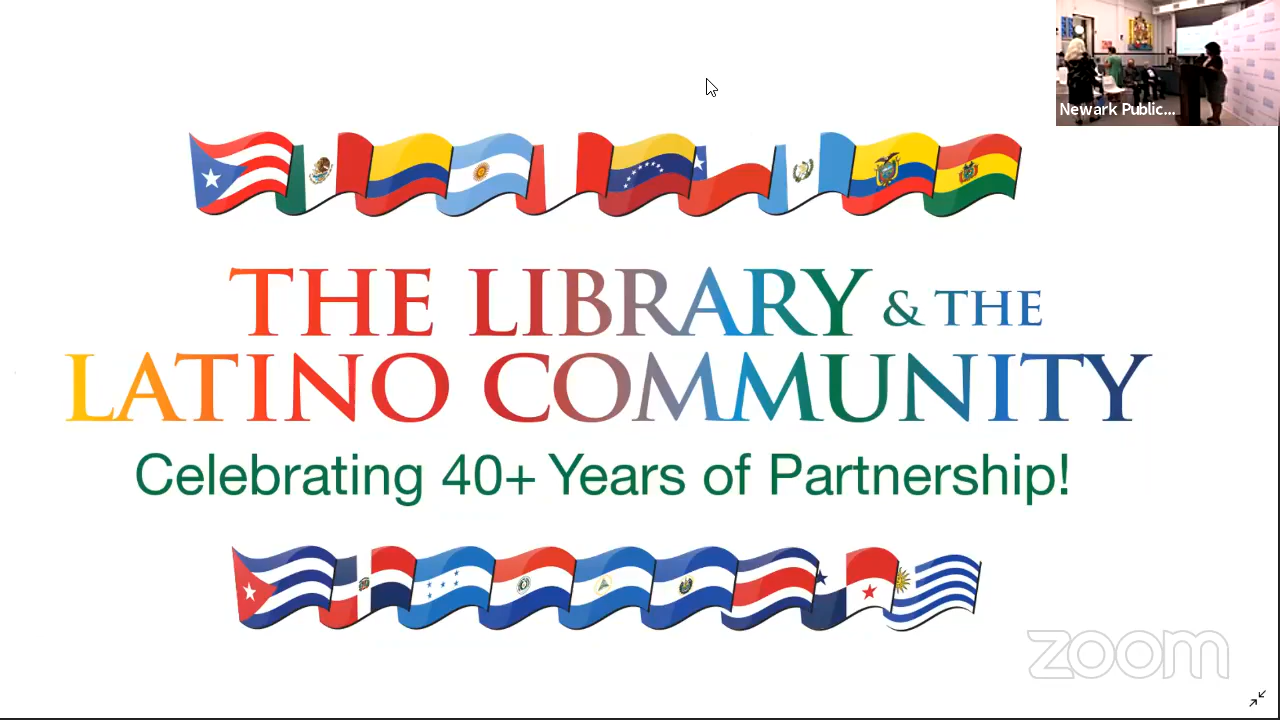 Newark Public...
THE LIBRARY & THE
LATINO COMMUNITY
Celebrating 40+ Years of Partnership!
zoom